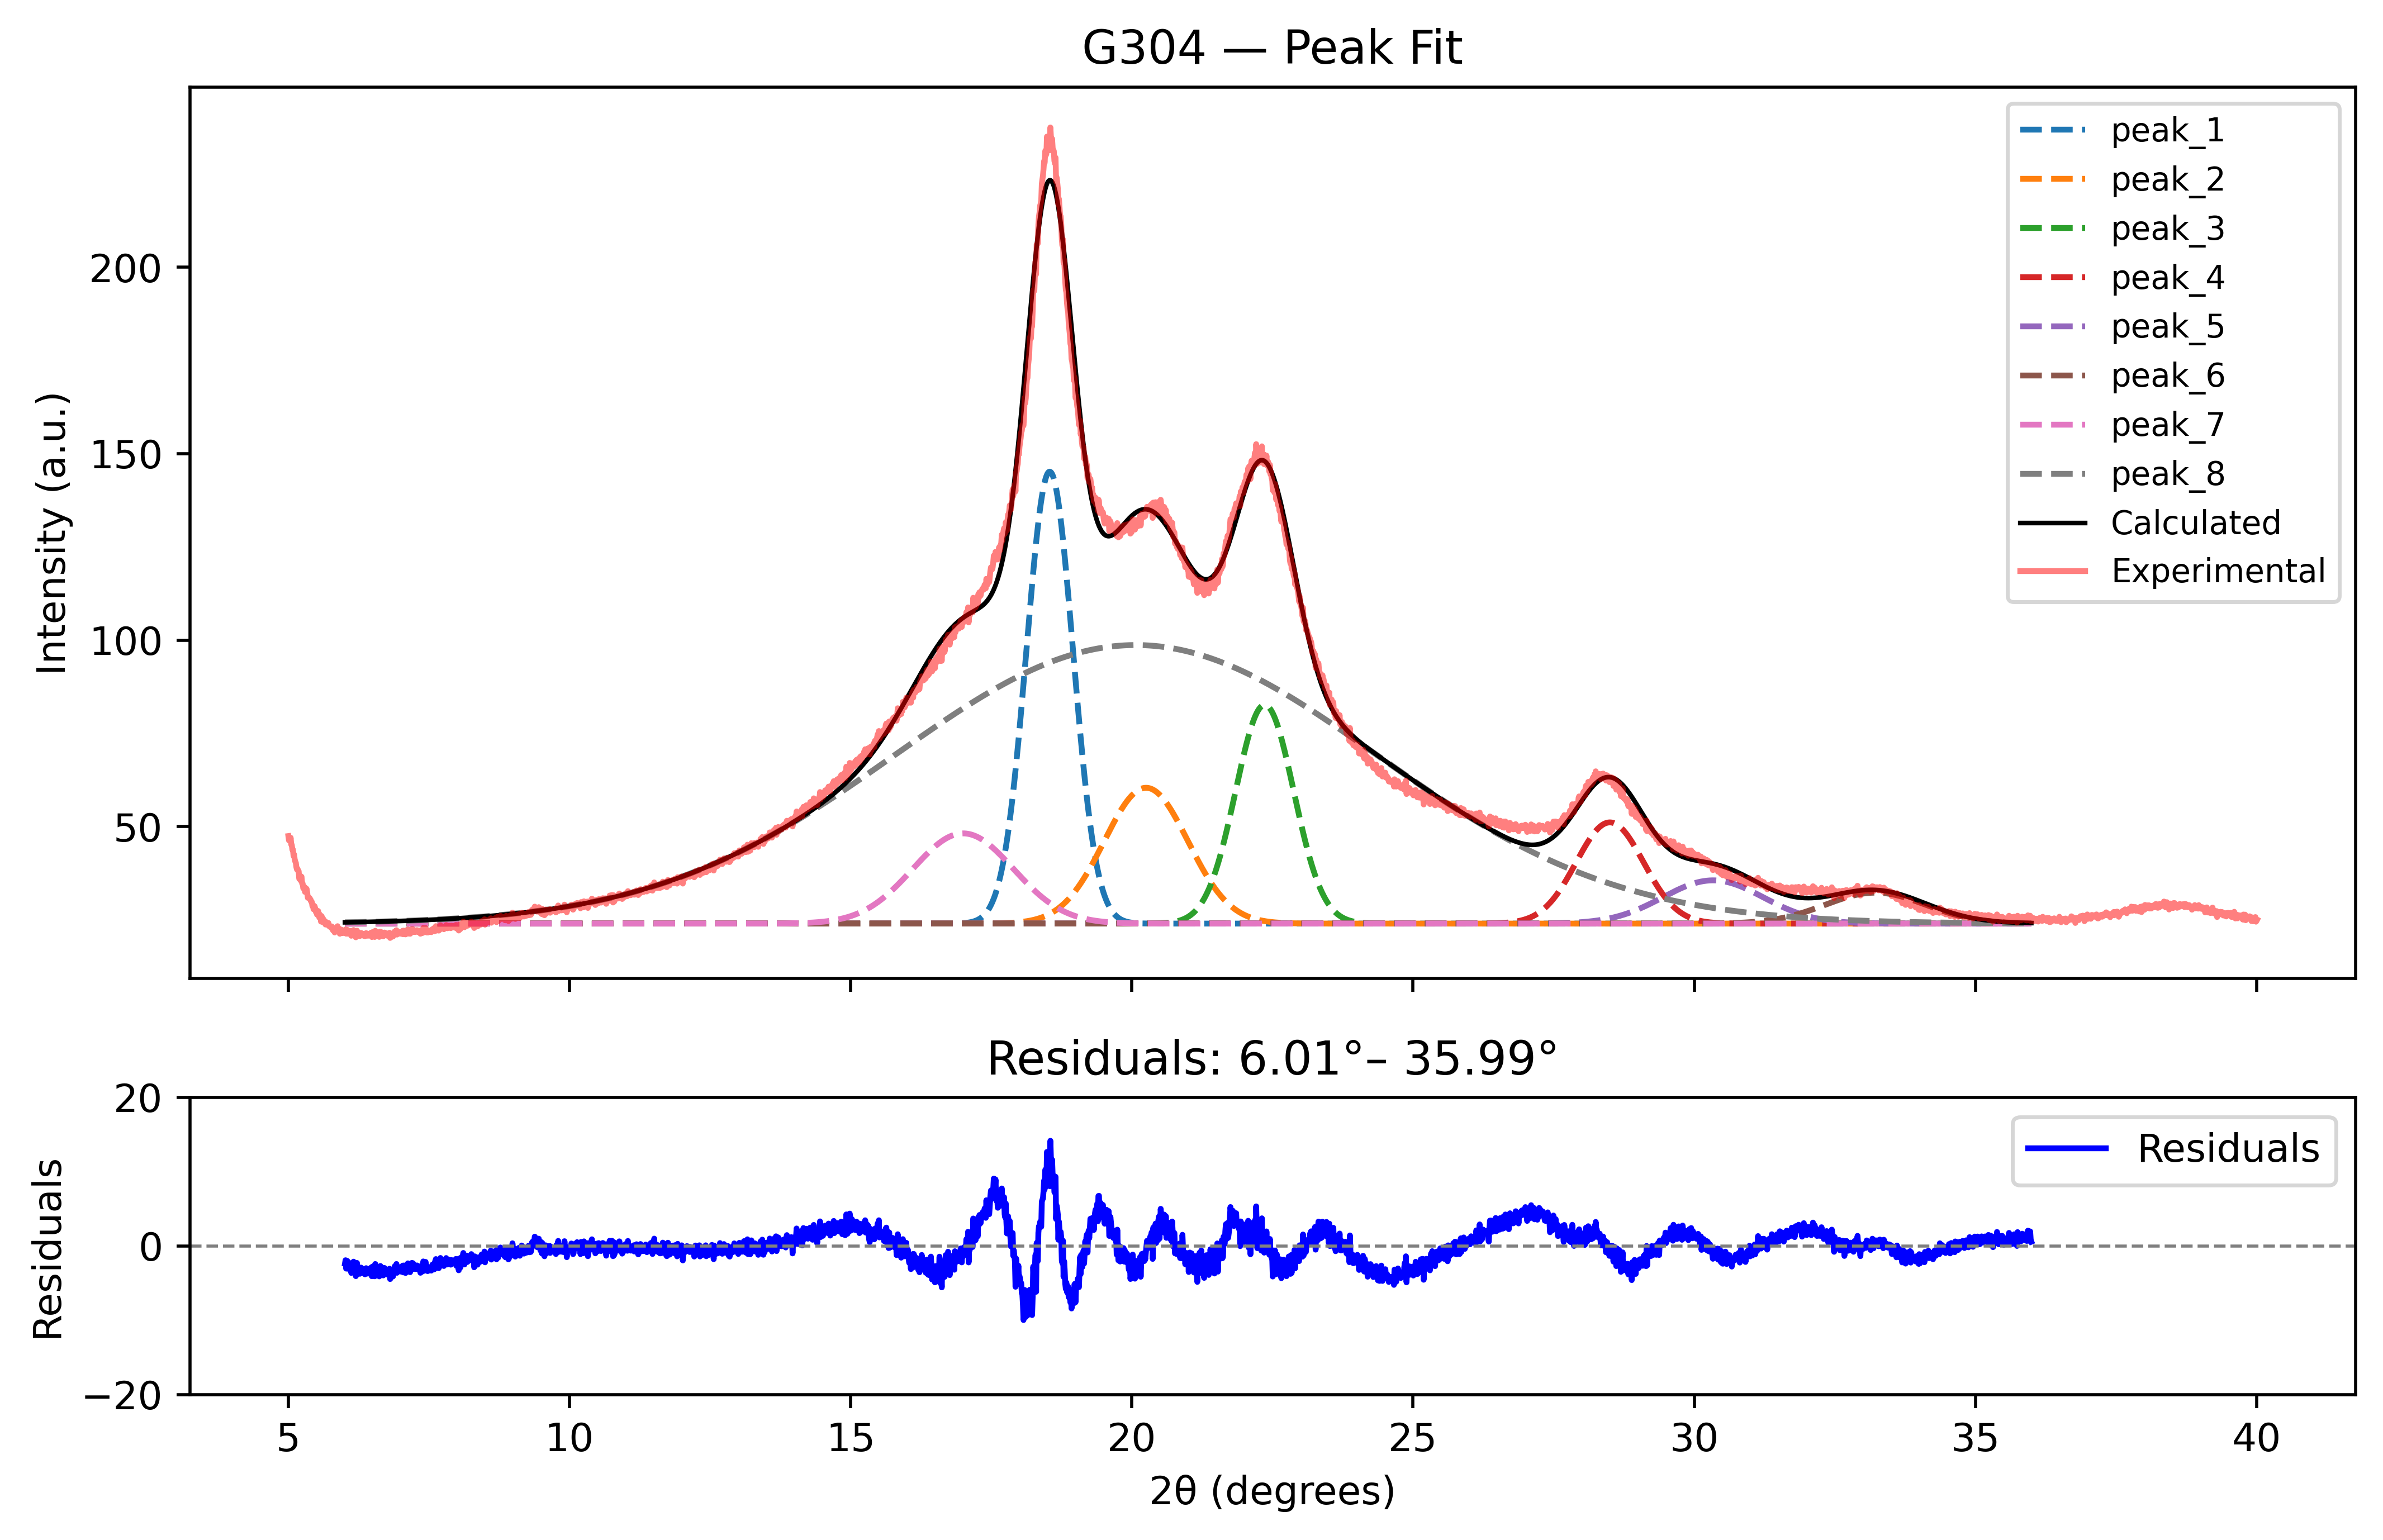 G304 — Peak Fit
Intensity (a.u.)
200
150
100
50
peak_1
peak_2
peak_3
peak_4
peak_5
peak_6
peak_7
peak_8
Calculated
Experimental
Residuals: 6.01°– 35.99°
Residuals
20
0
−20
Residuals
5 10 15 20 25 30 35 40
2θ (degrees)